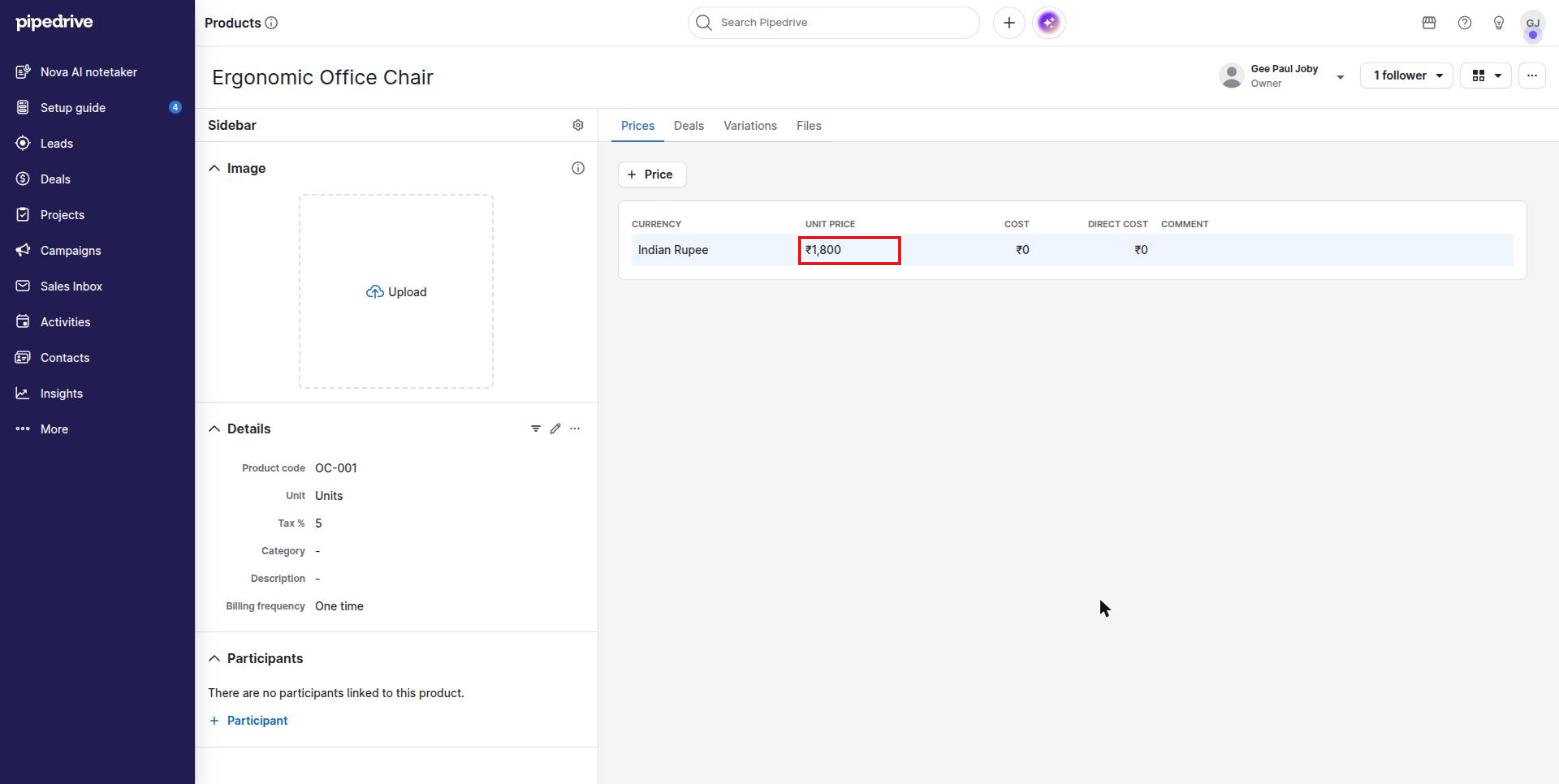 pipedrive
Products
Search Pipedrive
GJ
Nova AI notetaker
Setup guide 4
Leads
Deals
Projects
Campaigns
Sales Inbox
Activities
Contacts
Insights
More
Ergonomic Office Chair
Gee Paul Joby
Owner
1 follower
Sidebar
Image
Upload
Details
Product code OC-001
Unit Units
Tax % 5
Category -
Description -
Billing frequency One time
Participants
There are no participants linked to this product.
+ Participant
Prices Deals Variations Files
+ Price
CURRENCY UNIT PRICE COST DIRECT COST COMMENT
Indian Rupee ₹1,800 ₹0 ₹0